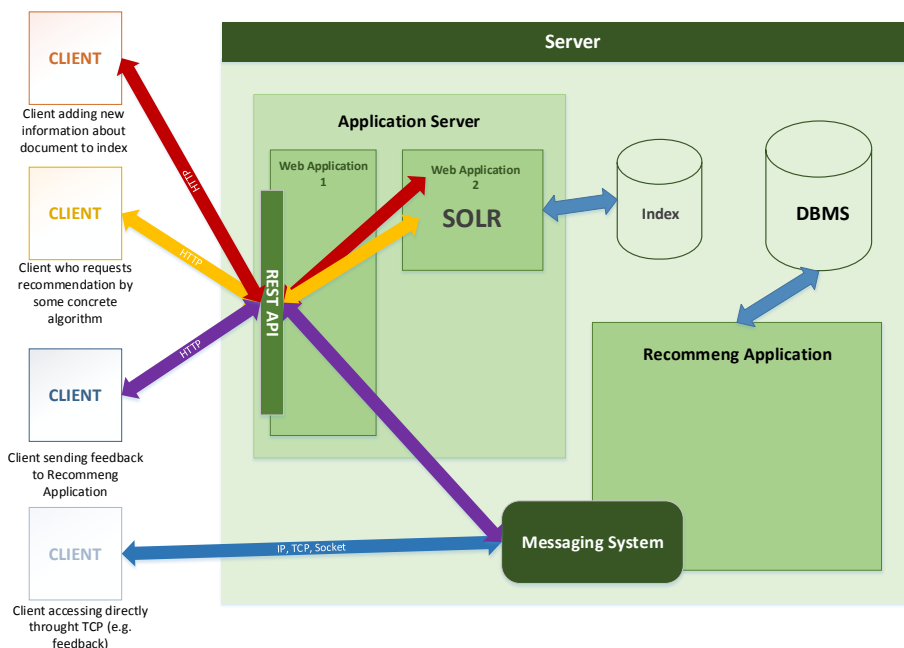 CLIENT
Client adding new
information about
document to index
CLIENT
Client who requests
recommendation by
some concrete
algorithm
CLIENT
Client sending feedback
to Recommeng
Application
CLIENT
Client accessing directly
throught TCP (e.g.
feedback)
HTTP
HTTP
HTTP
IP, TCP, Socket
Server
Application Server
Web Application
1
REST API
Web Application
2
SOLR
Index
DBMS
Recommeng Application
Messaging System